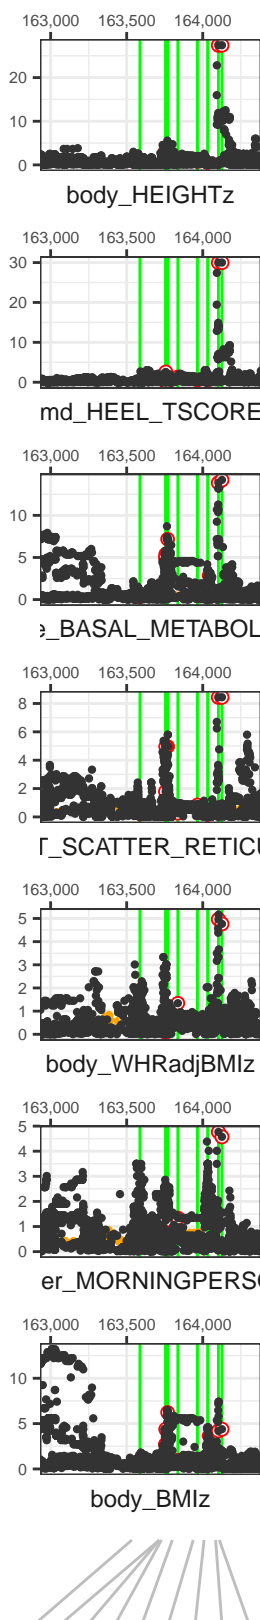 163,000 163,500 164,000
20
10
0
body_HEIGHTz
163,000 163,500 164,000
30
20
10
0
md_HEEL_TSCORE
163,000 163,500 164,000
10
5
0
e_BASAL_METABOL
163,000 163,500 164,000
8
6
4
2
0
T_SCATTER_RETICU
163,000 163,500 164,000
5
4
3
2
1
0
body_WHRadjBMIz
163,000 163,500 164,000
5
4
3
2
1
0
er_MORNINGPERSO
163,000 163,500 164,000
10
5
0
body_BMIz